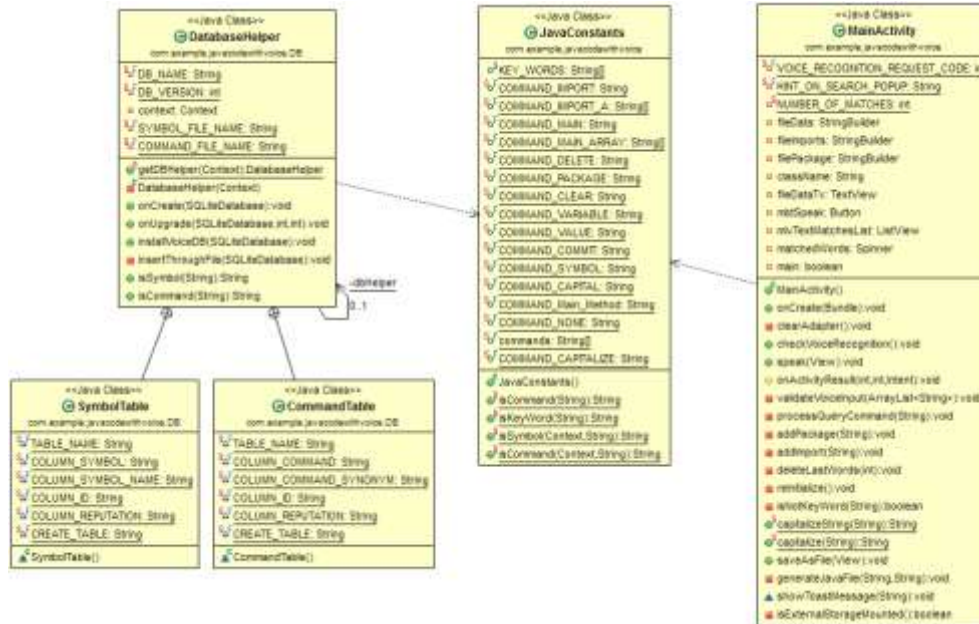 <<Java Class>>
DatabaseHelper
com.example.javacodewithvoice.DB
DB_NAME: String
DB_VERSION: int
context: Context
SYMBOL_FILE_NAME: String
COMMAND_FILE_NAME: String
getDBHelper(Context):DatabaseHelper
DatabaseHelper(Context)
onCreate(SQLiteDatabase):void
onUpgrade(SQLiteDatabase,int,int):void
installVoiceDB(SQLiteDatabase):void
insertThroughFile(SQLiteDatabase):void
isSymbol(String):String
isCommand(String):String
-dbHelper
0..1
<<Java Class>>
SymbolTable
com.example.javacodewithvoice.DB
TABLE_NAME: String
COLUMN_SYMBOL: String
COLUMN_SYMBOL_NAME: String
COLUMN_ID: String
COLUMN_REPUTATION: String
CREATE_TABLE: String
SymbolTable()
<<Java Class>>
CommandTable
com.example.javacodewithvoice.DB
TABLE_NAME: String
COLUMN_COMMAND: String
COLUMN_COMMAND_SYNONYM: String
COLUMN_ID: String
COLUMN_REPUTATION: String
CREATE_TABLE: String
CommandTable()
<<Java Class>>
JavaConstants
com.example.javacodewithvoice
KEY_WORDS: String[]
COMMAND_IMPORT: String
COMMAND_IMPORT_A: String[]
COMMAND_MAIN: String
COMMAND_MAIN_ARRAY: String[]
COMMAND_DELETE: String
COMMAND_PACKAGE: String
COMMAND_CLEAR: String
COMMAND_VARIABLE: String
COMMAND_VALUE: String
COMMAND_COMMIT: String
COMMAND_SYMBOL: String
COMMAND_CAPITAL: String
COMMAND_Main_Method: String
COMMAND_NONE: String
commands: String[]
COMMAND_CAPITALIZE: String
JavaConstants()
isCommand(String):String
isKeyWord(String):String
isSymbol(Context,String):String
isCommand(Context,String):String
<<Java Class>>
MainActivity
com.example.javacodewithvoice
VOICE_RECOGNITION_REQUEST_CODE:
HINT_ON_SEARCH_POPUP: String
NUMBER_OF_MATCHES: int
fileData: StringBuilder
fileImports: StringBuilder
filePackage: StringBuilder
className: String
fileDataTv: TextView
mbtSpeak: Button
mlvTextMatchesList: ListView
matchedWords: Spinner
main: boolean
MainActivity()
onCreate(Bundle):void
clearAdapter():void
checkVoiceRecognition():void
speak(View):void
onActivityResult(int,int,Intent):void
validateVoiceInput(ArrayList<String>):void
processQueryCommand(String):void
addPackage(String):void
addImport(String):void
deleteLastWords(int):void
reinitialize():void
isNotKeyWord(String):boolean
capitalizeString(String):String
capitalize(String):String
saveAsFile(View):void
generateJavaFile(String,String):void
showToastMessage(String):void
isExternalStorageMounted():boolean